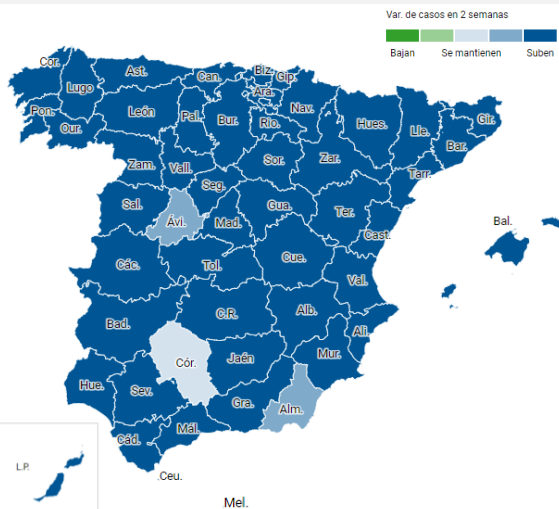 Var. de casos en 2 semanas
Bajan Se mantienen Suben
Cor. Lugo Ast. Can. Biz. Gip.
Ara.
Pon. Our. León Pal. Bur. Rio. Nav. Hues. Lle. Gir.
Bar.
Zam. Vall. Sor. Zar. Tarr.
Seg.
Sal. Ávi. Mad. Gua. Ter. Cast. Bal.
Các. Tol. Cue. Val.
Bad. C.R. Alb. Ali.
Cór. Jaén Mur.
Hue. Sev. Gra. Alm.
Cád. Mál.
L.P. Ceu.
Mel.